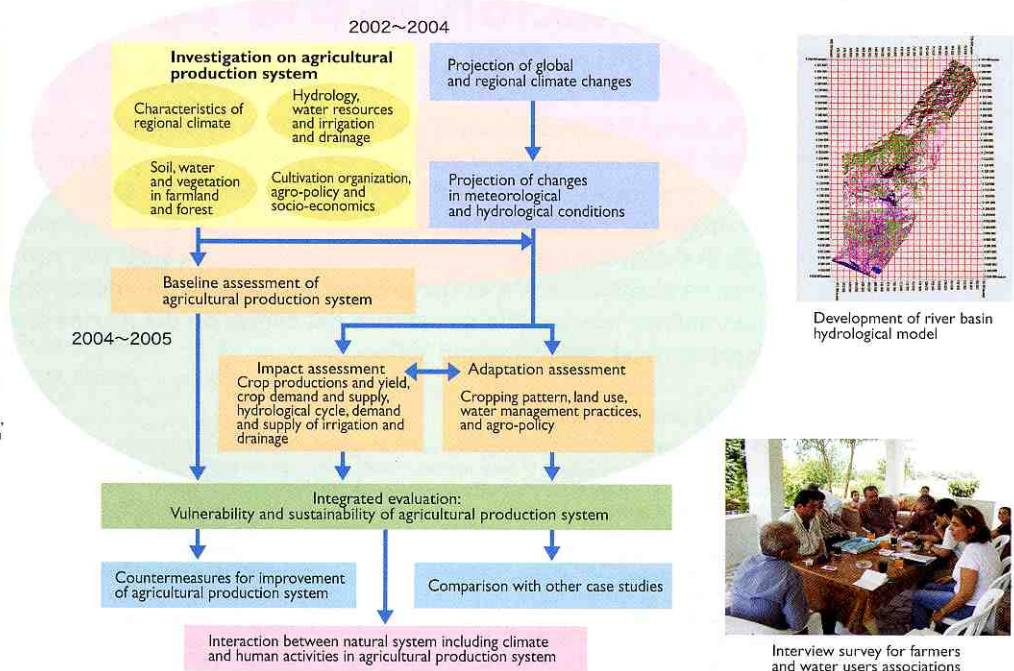 2002～2004
Investigation on agricultural
production system
Characteristics of
regional climate
Hydrology,
water resources
and irrigation
and drainage
Soil, water
and vegetation
in farmland
and forest
Cultivation organization,
agro-policy and
socio-economics
Projection of global
and regional climate changes
Projection of changes
in meteorological
and hydrological conditions
Baseline assessment of
agricultural production system
2004～2005
Impact assessment
Crop productions and yield,
crop demand and supply,
hydrological cycle, demand
and supply of irrigation and
drainage
Adaptation assessment
Cropping pattern, land use,
water management practices,
and agro-policy
Integrated evaluation:
Vulnerability and sustainability of agricultural production system
Countermeasures for improvement
of agricultural production system
Comparison with other case studies
Interaction between natural system including climate
and human activities in agricultural production system
Development of river basin
hydrological model
Interview survey for farmers
and water users associations